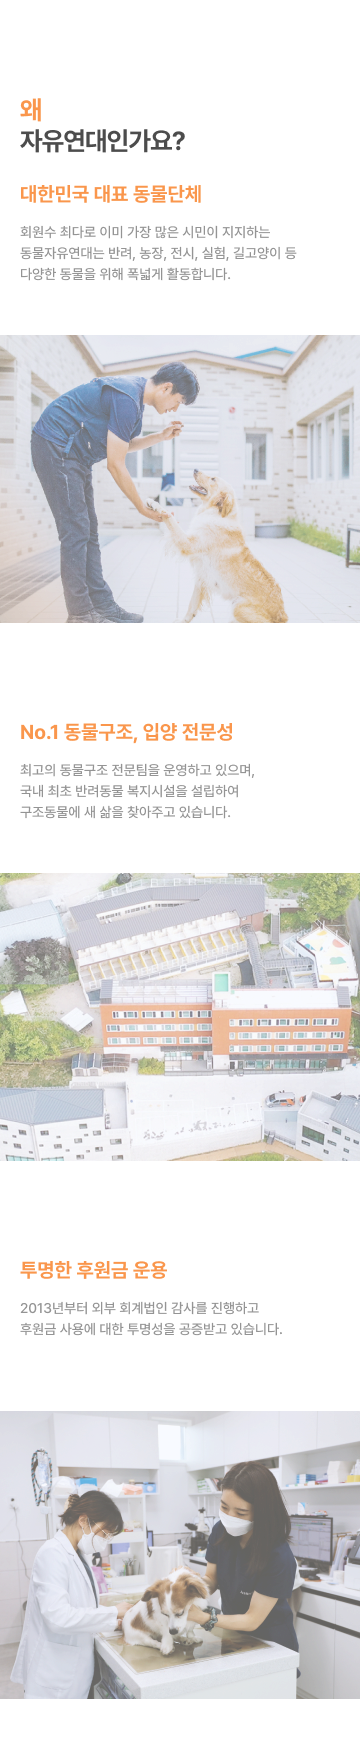 왜
자유연대인가요?
대한민국 대표 동물단체
회원수 최다로 이미 가장 많은 시민이 지지하는
동물자유연대는 반려, 농장, 전시, 실험, 길고양이 등
다양한 동물을 위해 폭넓게 활동합니다.
No.1 동물구조, 입양 전문성
최고의 동물구조 전문팀을 운영하고 있으며,
국내 최초 반려동물 복지시설을 설립하여
구조동물에 새 삶을 찾아주고 있습니다.
투명한 후원금 운용
2013년부터 외부 회계법인 감사를 진행하고
후원금 사용에 대한 투명성을 공증받고 있습니다.